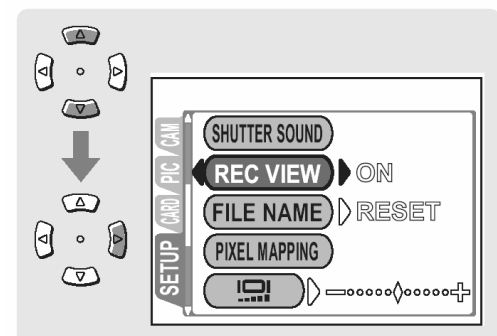 CAM
PIC
CARD
SETUP
SHUTTER SOUND
REC VIEW ON
FILE NAME RESET
PIXEL MAPPING